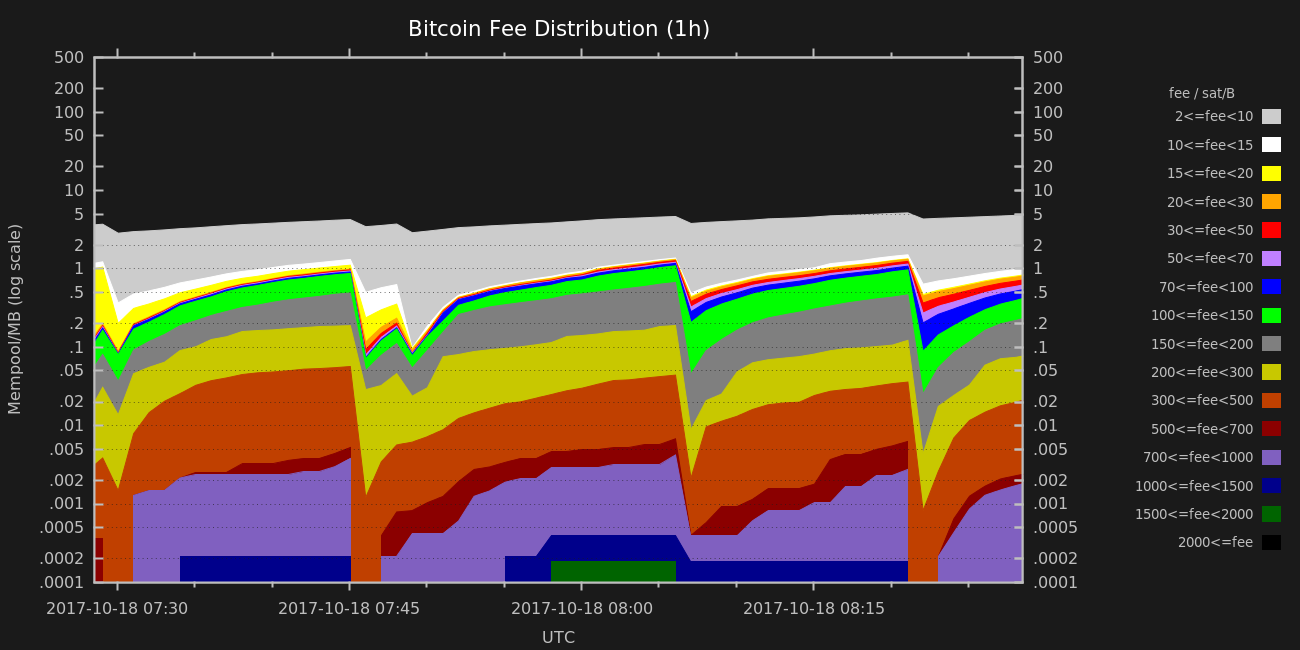 Bitcoin Fee Distribution (1h)
Mempool/MB (log scale)
500
200
100
50
20
10
5
2
1
.5
.2
.1
.05
.02
.01
.005
.002
.001
.0005
.0002
.0001
500
200
100
50
20
10
5
2
1
.5
.2
.1
.05
.02
.01
.005
.002
.001
.0005
.0002
.0001
2017-10-18 07:30
2017-10-18 07:45
2017-10-18 08:00
2017-10-18 08:15
UTC
fee / sat/B
2<=fee<10
10<=fee<15
15<=fee<20
20<=fee<30
30<=fee<50
50<=fee<70
70<=fee<100
100<=fee<150
150<=fee<200
200<=fee<300
300<=fee<500
500<=fee<700
700<=fee<1000
1000<=fee<1500
1500<=fee<2000
2000<=fee